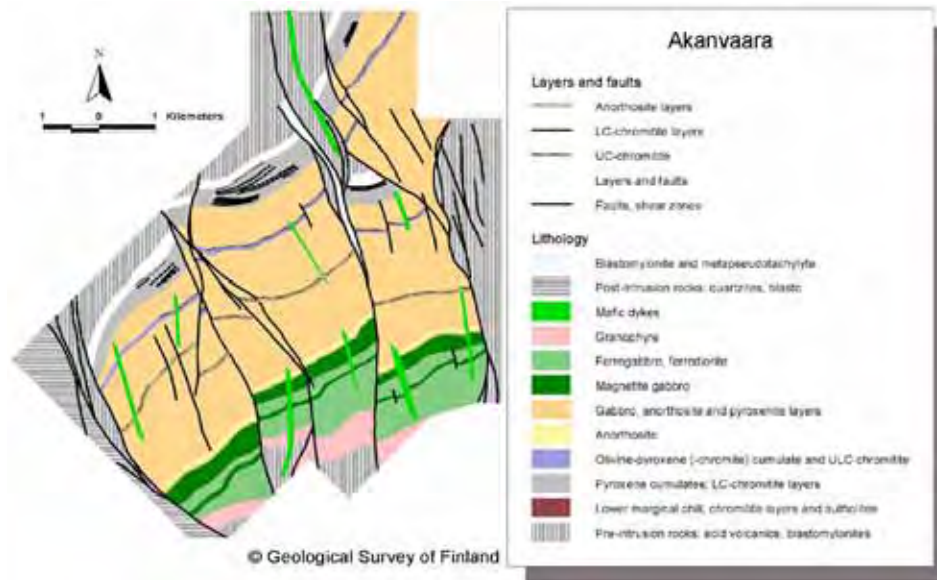 N
1 0 1 Kilometers
© Geological Survey of Finland
Akanvaara
Layers and faults
Anorthosite layers
LC-chromitite layers
UC-chromitite
Layers and faults
Faults, shear zones
Lithology
Blastomylonite and metapseudotachylyte
Post-intrusion rocks: quartzites, blasto
Mafic dykes
Granophyre
Ferrogabbro, ferrodiorite
Magnetite gabbro
Gabbro, anorthosite and pyroxenite layers
Anorthosite
Olivine-pyroxene (-chromite) cumulate and ULC-chromitite
Pyroxene cumulates; LC-chromitite layers
Lower marginal chill, chromitite layers and
Pre-intrusion rocks: acid volcanics, blastomylonites